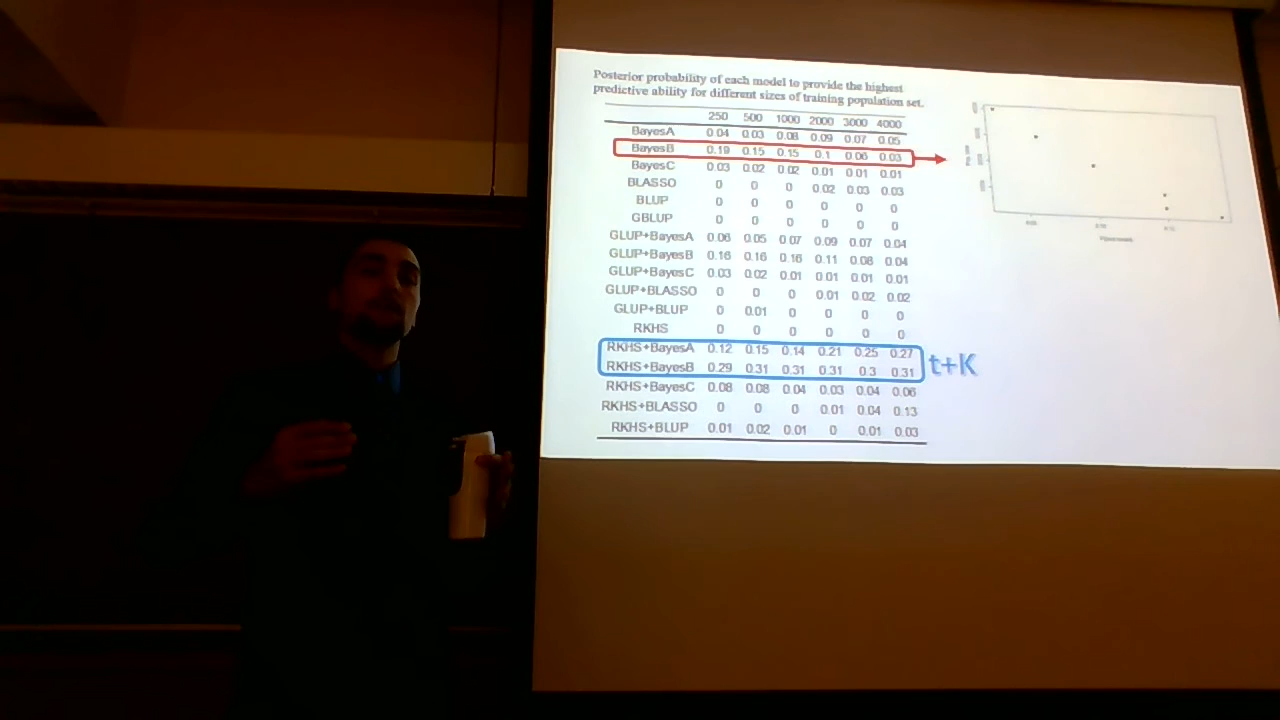 Posterior probability of each model to provide the highest
predictive ability for different sizes of training population set.
250 500 1000 2000 3000 4000
BayesA 0.04 0.03 0.08 0.09 0.07 0.05
BayesB 0.19 0.15 0.15 0.1 0.06 0.03
BayesC 0.03 0.02 0.02 0.01 0.01 0.01
BLASSO 0 0 0 0.02 0.03 0.03
BLUP 0 0 0 0 0 0
GBLUP 0 0 0 0 0 0
GLUP+BayesA 0.06 0.05 0.07 0.09 0.07 0.04
GLUP+BayesB 0.16 0.16 0.16 0.11 0.08 0.04
GLUP+BayesC 0.03 0.02 0.01 0.01 0.01 0.01
GLUP+BLASSO 0 0 0 0.01 0.02 0.02
GLUP+BLUP 0 0.01 0 0 0 0
RKHS 0 0 0 0 0 0
RKHS+BayesA 0.12 0.15 0.14 0.21 0.25 0.27
RKHS+BayesB 0.29 0.31 0.31 0.31 0.3 0.31
t+K
RKHS+BayesC 0.08 0.08 0.04 0.03 0.04 0.06
RKHS+BLASSO 0 0 0 0.01 0.04 0.13
RKHS+BLUP 0.01 0.02 0.01 0 0.01 0.03